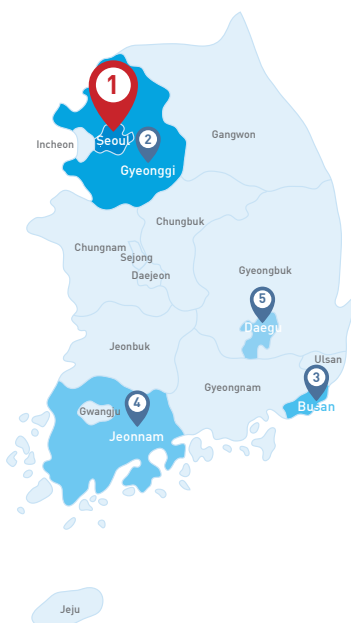 1
Gangwon
Incheon
Seoul
2
Gyeonggi
Chungbuk
Chungnam
Sejong
Daejeon
Gyeongbuk
5
Daegu
Jeonbuk
Ulsan
3
Gyeongnam
Busan
4
Gwangju
Jeonnam
Jeju